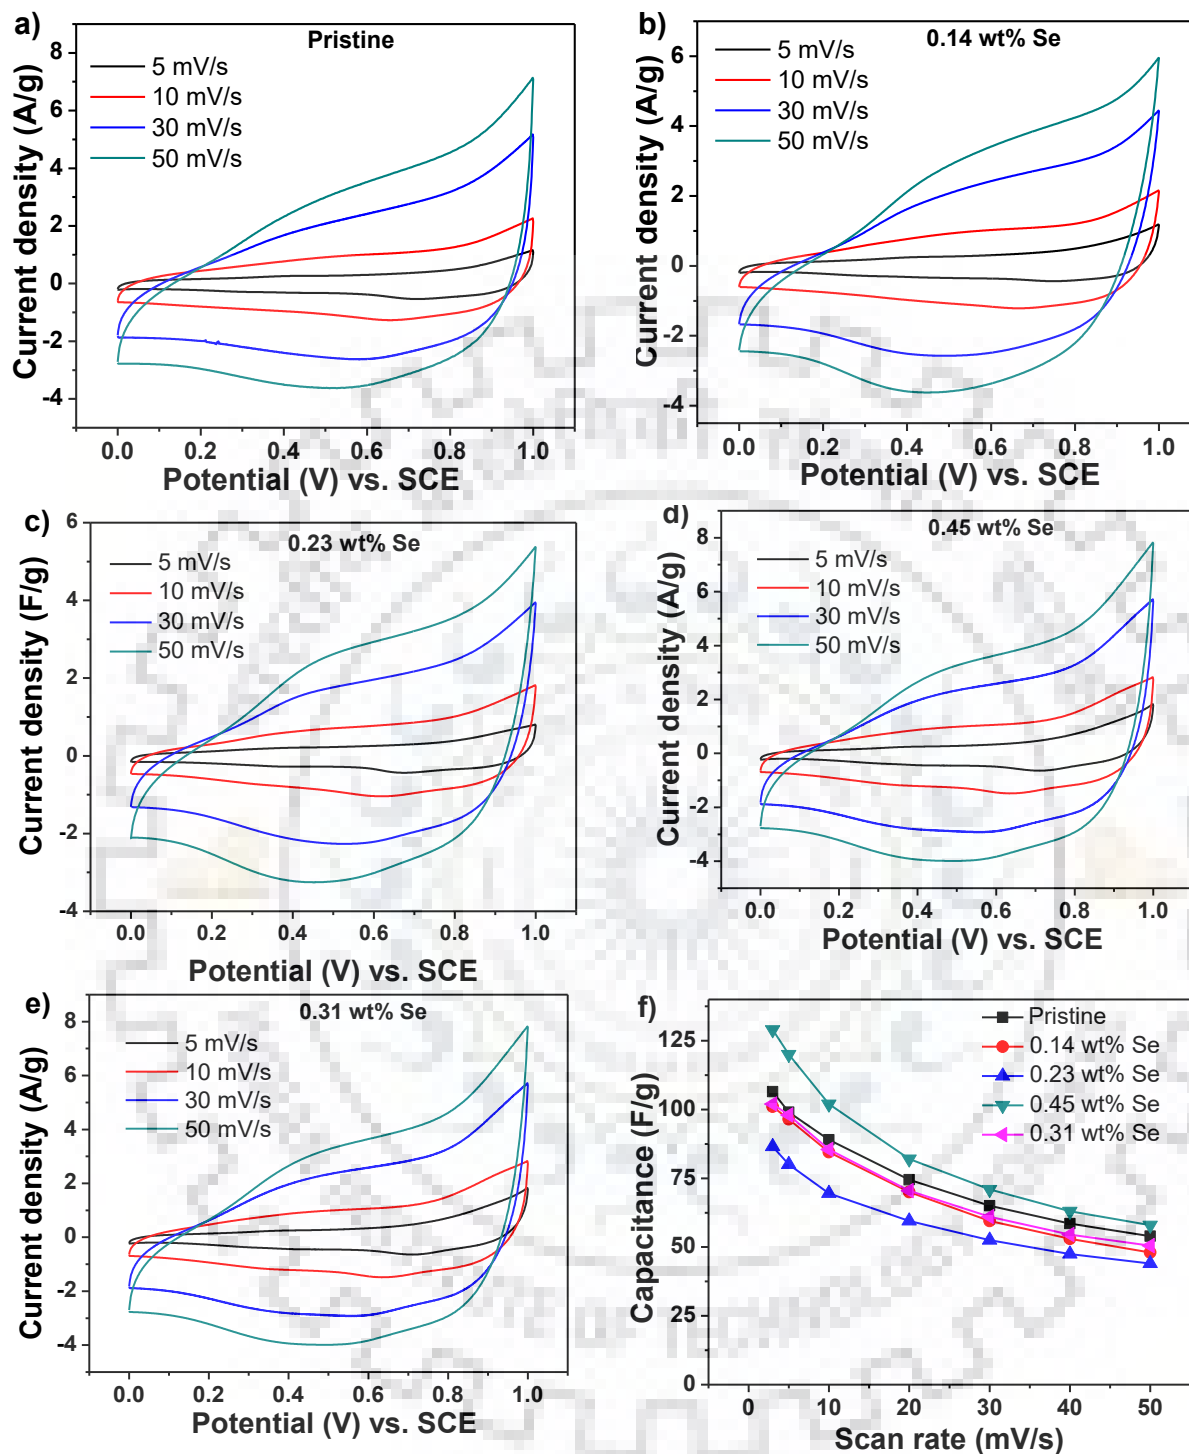 a)
Pristine
5 mV/s
10 mV/s
30 mV/s
50 mV/s
Current density (A/g)
8
6
4
2
0
-2
-4
0.0 0.2 0.4 0.6 0.8 1.0
Potential (V) vs. SCE
b)
0.14 wt% Se
5 mV/s
10 mV/s
30 mV/s
50 mV/s
Current density (A/g)
6
4
2
0
-2
-4
0.0 0.2 0.4 0.6 0.8 1.0
Potential (V) vs. SCE
c)
0.23 wt% Se
5 mV/s
10 mV/s
30 mV/s
50 mV/s
Current density (F/g)
6
4
2
0
-2
-4
0.0 0.2 0.4 0.6 0.8 1.0
Potential (V) vs. SCE
d)
0.45 wt% Se
5 mV/s
10 mV/s
30 mV/s
50 mV/s
Current density (A/g)
8
6
4
2
0
-2
-4
0.0 0.2 0.4 0.6 0.8 1.0
Potential (V) vs. SCE
e)
0.31 wt% Se
5 mV/s
10 mV/s
30 mV/s
50 mV/s
Current density (A/g)
8
6
4
2
0
-2
-4
0.0 0.2 0.4 0.6 0.8 1.0
Potential (V) vs. SCE
f)
Pristine
0.14 wt% Se
0.23 wt% Se
0.45 wt% Se
0.31 wt% Se
Capacitance (F/g)
125
100
75
50
25
0
0 10 20 30 40 50
Scan rate (mV/s)